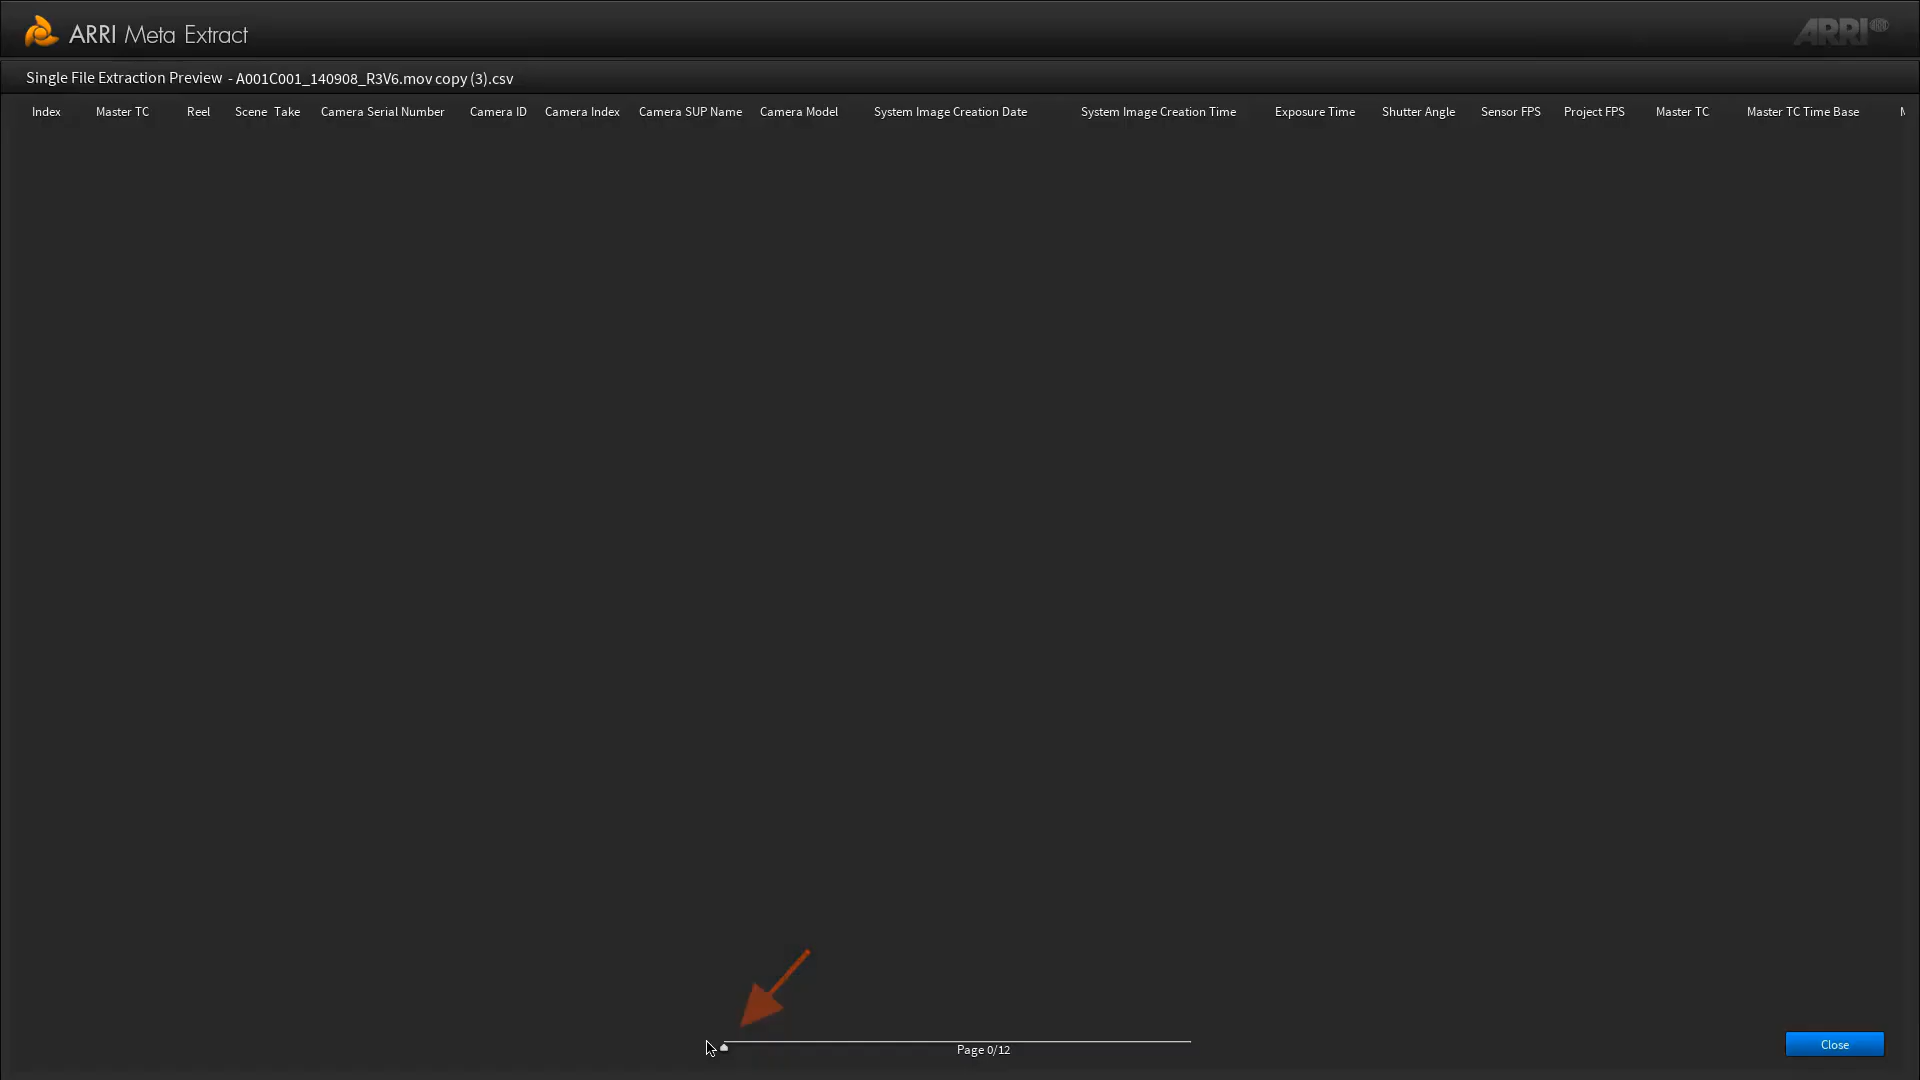 ARRI Meta Extract
ARRI
Single File Extraction Preview - A001C001_140908_R3V6.mov copy (3).csv
Index Master TC Reel Scene Take Camera Serial Number Camera ID Camera Index Camera SUP Name Camera Model System Image Creation Date System Image Creation Time Exposure Time Shutter Angle Sensor FPS Project FPS Master TC Master TC Time Base
Page 0/12
Close